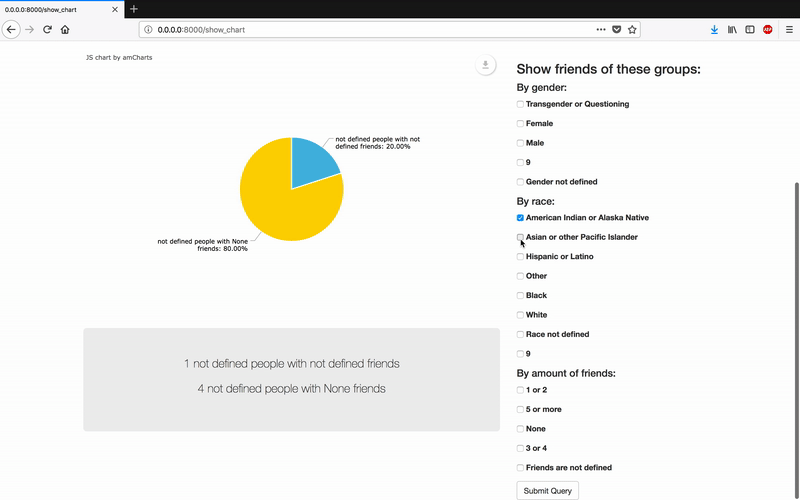 0.0.0.0:8000/show_chart
0.0.0.0:8000/show_chart
ABP
JS chart by amCharts
not defined people with not
defined friends: 20.00%
not defined people with None
friends: 80.00%
1 not defined people with not defined friends
4 not defined people with None friends
Show friends of these groups:
By gender:
Transgender or Questioning
Female
Male
9
Gender not defined
By race:
American Indian or Alaska Native
Asian or other Pacific Islander
Hispanic or Latino
Other
Black
White
Race not defined
9
By amount of friends:
1 or 2
5 or more
None
3 or 4
Friends are not defined
Submit Query